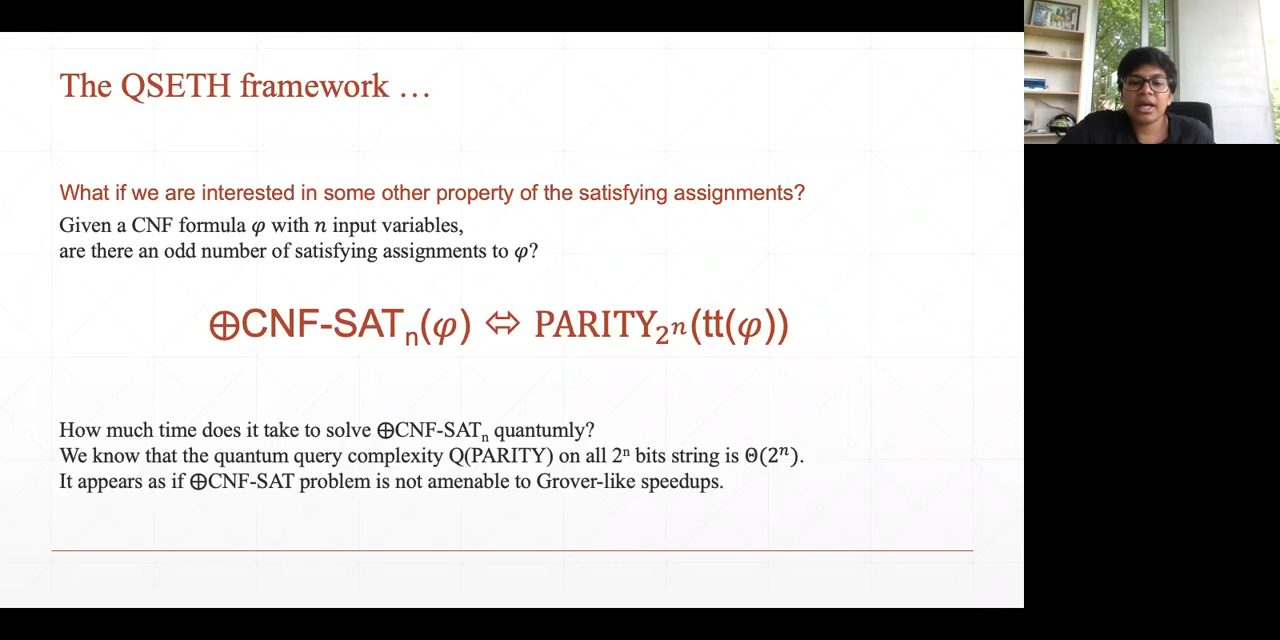 The QSETH framework …
What if we are interested in some other property of the satisfying assignments?
Given a CNF formula φ with n input variables,
are there an odd number of satisfying assignments to φ?
⊕CNF-SATₙ(φ) ⇔ PARITY₂ⁿ(tt(φ))
How much time does it take to solve ⊕CNF-SATₙ quantumly?
We know that the quantum query complexity Q(PARITY) on all 2ⁿ bits string is Θ(2ⁿ).
It appears as if ⊕CNF-SAT problem is not amenable to Grover-like speedups.